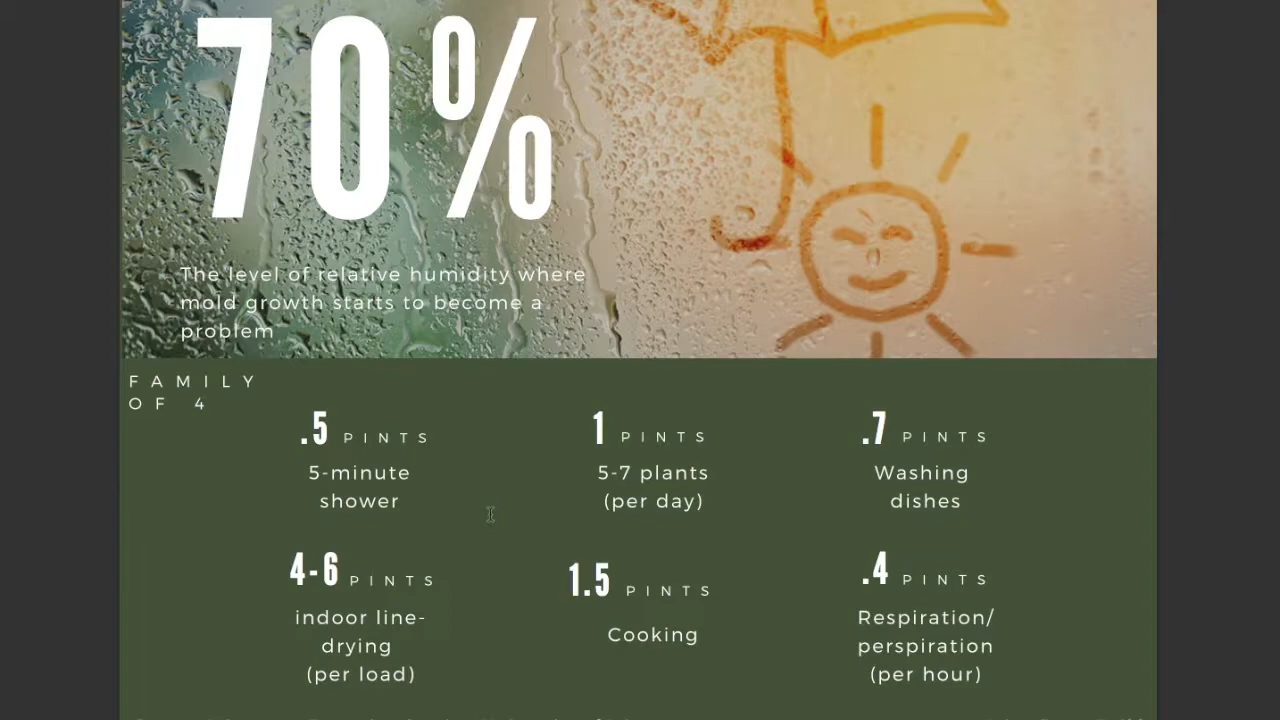 70%
The level of relative humidity where
mold growth starts to become a
problem
FAMILY
OF 4
.5 PINTS
5-minute
shower
1 PINTS
5-7 plants
(per day)
.7 PINTS
Washing
dishes
4-6 PINTS
indoor line-
drying
(per load)
1.5 PINTS
Cooking
.4 PINTS
Respiration/
perspiration
(per hour)